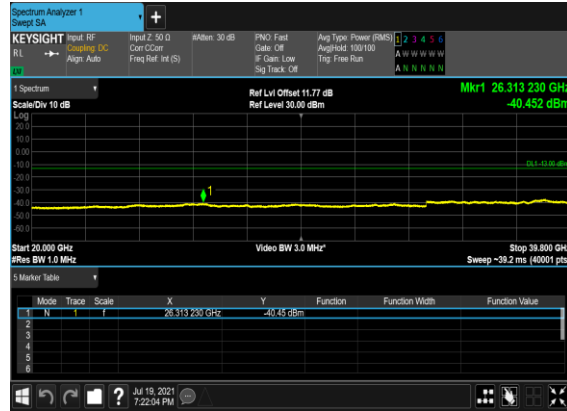 Spectrum Analyzer 1
Swept SA
+
KEYSIGHT Input: RF Input Z: 50 Ω #Atten: 30 dB PNO: Fast Avg Type: Power (RMS) 1 2 3 4 5 6
RL Coupling: DC Corr CCorr Gate: Off Avg|Hold: 100/100 A W W W W W
Align: Auto Freq Ref: Int (S) IF Gain: Low Trig: Free Run
Sig Track: Off A N N N N N
1 Spectrum Ref Lvl Offset 11.77 dB Mkr1 26.313 230 GHz
Scale/Div 10 dB Ref Level 30.00 dBm -40.452 dBm
Log
20.0
10.0
0.00
-10.0 DL1 -13.00 dBm
-20.0
-30.0
1
-40.0
-50.0
-60.0
Start 20.000 GHz Video BW 3.0 MHz* Stop 39.800 GHz
#Res BW 1.0 MHz Sweep ~39.2 ms (40001 pts
5 Marker Table
Mode Trace Scale X Y Function Function Width Function Value
1 N 1 f 26.313 230 GHz -40.45 dBm
2
3
4
5
6
? Jul 19, 2021
7:22:04 PM